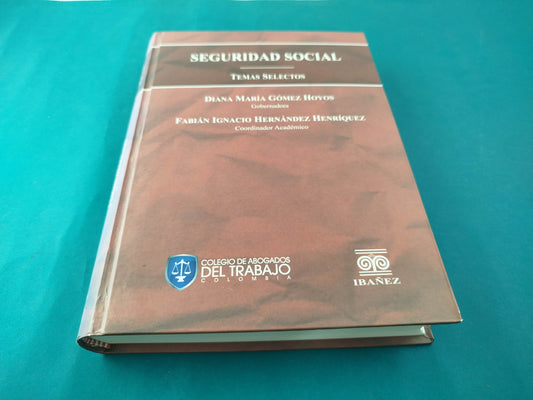 SEGURIDAD SOCIAL
TEMAS SELECTOS
DIANA MARÍA GÓMEZ HOYOS
Gobernadora
FABIÁN IGNACIO HERNÁNDEZ HENRÍQUEZ
Coordinador Académico
COLEGIO DE ABOGADOS
DEL TRABAJO
COLOMBIA
IBAÑEZ